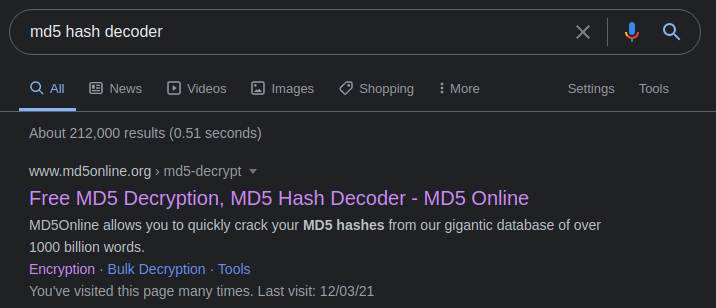 md5 hash decoder
All News Videos Images Shopping More Settings Tools
About 212,000 results (0.51 seconds)
www.md5online.org › md5-decrypt
Free MD5 Decryption, MD5 Hash Decoder - MD5 Online
MD5Online allows you to quickly crack your MD5 hashes from our gigantic database of over
1000 billion words.
Encryption · Bulk Decryption · Tools
You've visited this page many times. Last visit: 12/03/21